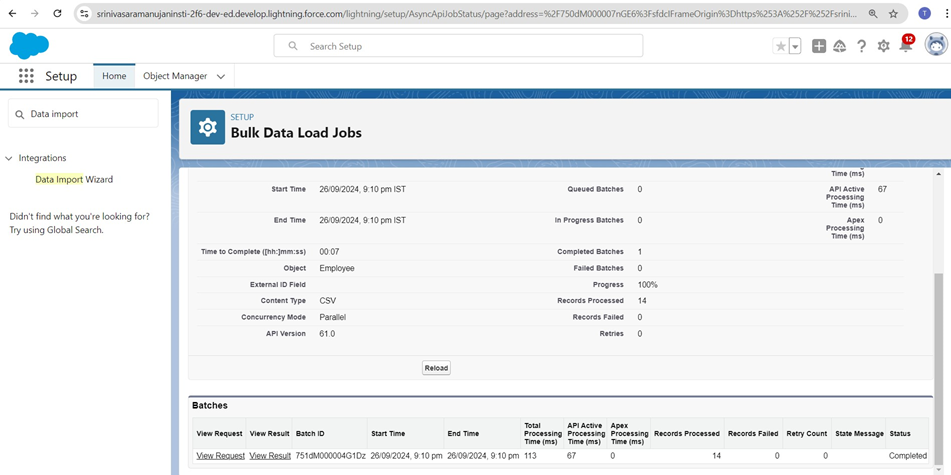 srinivasaramanujaninsti-2f6-dev-ed.develop.lightning.force.com/lightning/setup/AsyncApiJobStatus/page?address=%2F750dM000007nGE6%3FsfdcIFrameOrigin%3Dhttps%253A%252F%252Fsrini...
T
Search Setup
12
Setup
Home
Object Manager
Data import
SETUP
Bulk Data Load Jobs
Integrations
Data Import Wizard
Didn't find what you're looking for?
Try using Global Search.
Time (ms)
Start Time 26/09/2024, 9:10 pm IST Queued Batches 0 API Active Processing Time (ms) 67
End Time 26/09/2024, 9:10 pm IST In Progress Batches 0 Apex Processing Time (ms) 0
Time to Complete ([hh:]mm:ss) 00:07 Completed Batches 1
Object Employee Failed Batches 0
External ID Field Progress 100%
Content Type CSV Records Processed 14
Concurrency Mode Parallel Records Failed 0
API Version 61.0 Retries 0
Reload
Batches
View Request View Result Batch ID Start Time End Time Total Processing Time (ms) API Active Processing Time (ms) Apex Processing Time (ms) Records Processed Records Failed Retry Count State Message Status
View Request View Result 751dM000004G1Dz 26/09/2024, 9:10 pm 26/09/2024, 9:10 pm 113 67 0 14 0 0 Completed